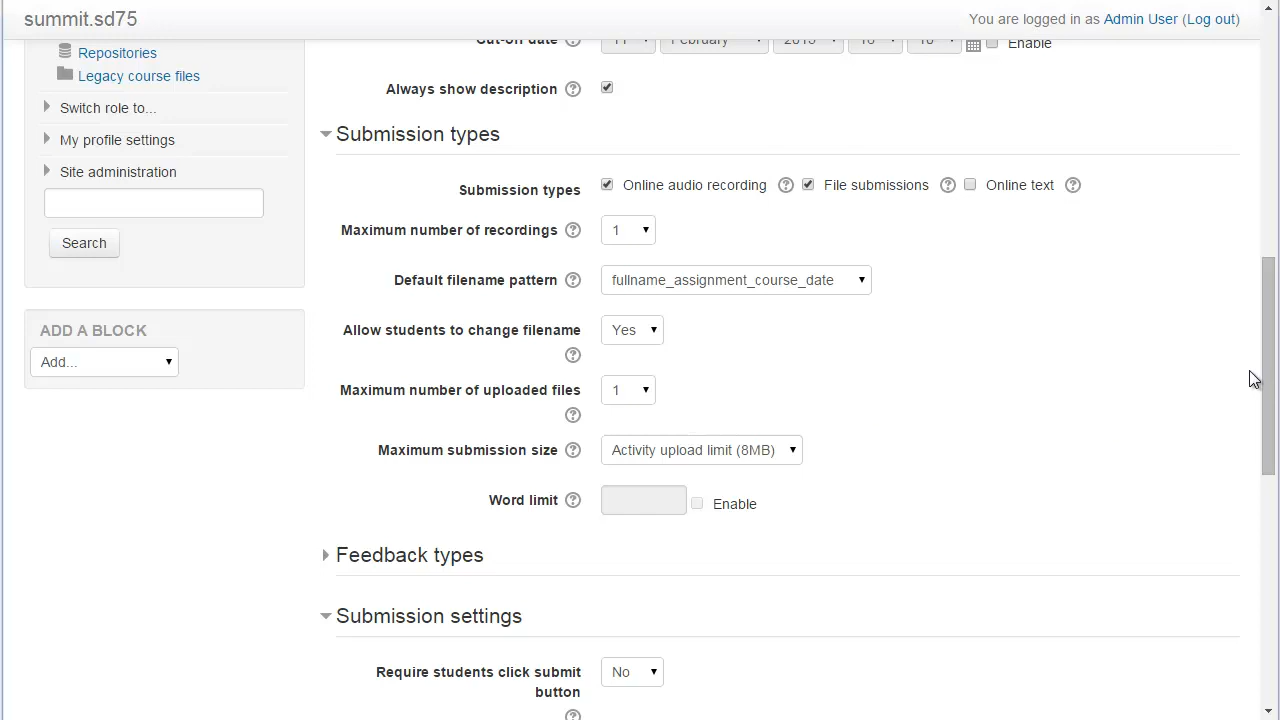 summit.sd75
You are logged in as Admin User (Log out)
Repositories
Legacy course files
Switch role to...
My profile settings
Site administration
Search
ADD A BLOCK
Add...
Cut-off date February Enable
Always show description
Submission types
Submission types Online audio recording File submissions Online text
Maximum number of recordings 1
Default filename pattern fullname_assignment_course_date
Allow students to change filename Yes
Maximum number of uploaded files 1
Maximum submission size Activity upload limit (8MB)
Word limit Enable
Feedback types
Submission settings
Require students click submit No
button